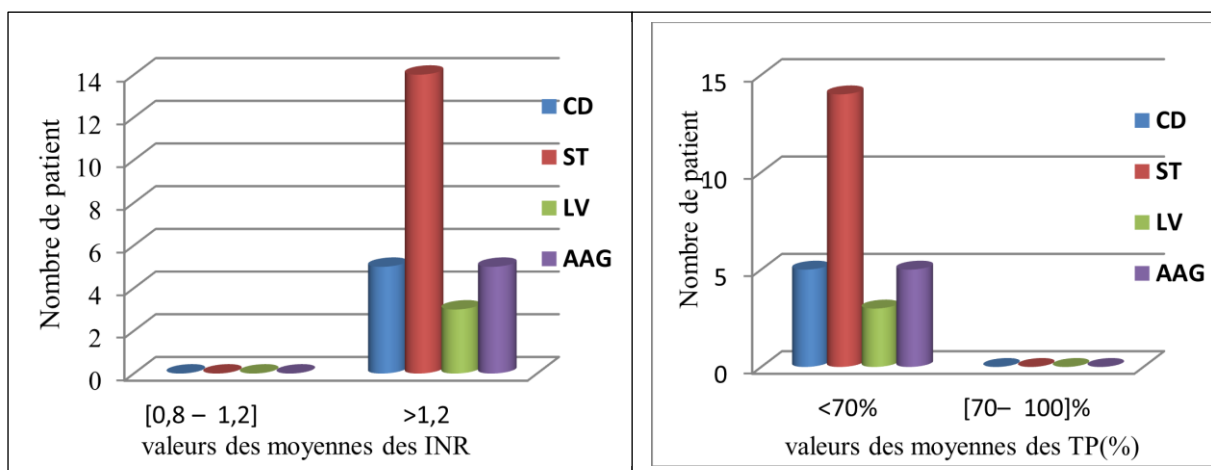 Nombre de patient
14
12
10
8
6
4
2
0
CD
ST
LV
AAG
[0,8 – 1,2]
>1,2
valeurs des moyennes des INR
Nombre de patient
15
10
5
0
CD
ST
LV
AAG
<70%
[70– 100]%
valeurs des moyennes des TP(%)